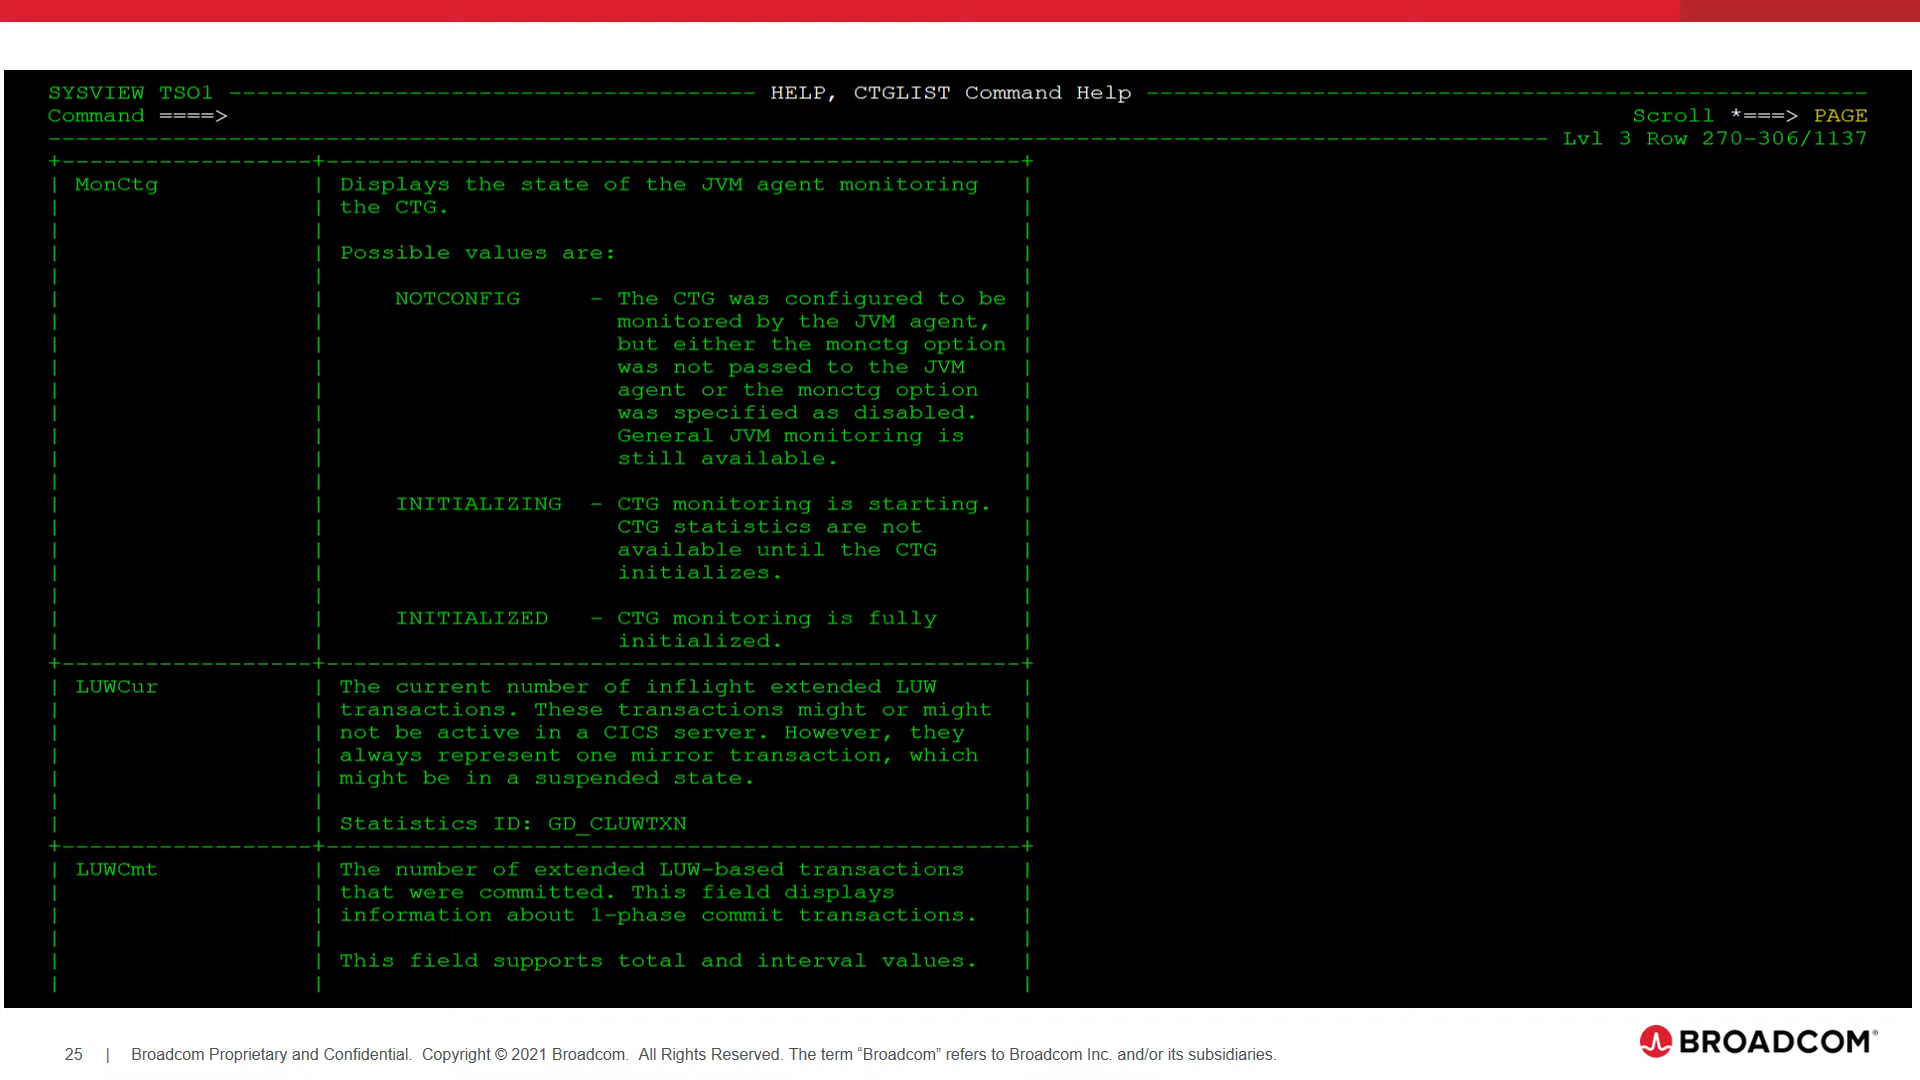 SYSVIEW TSO1 -------------------------------------- HELP, CTGLIST Command Help ----------------------------------------------------
Command ====> Scroll *===> PAGE
------------------------------------------------------------------------------------------------------------ Lvl 3 Row 270-306/1137
+------------------+--------------------------------------------------+
| MonCtg | Displays the state of the JVM agent monitoring |
| | the CTG. |
| | |
| | Possible values are: |
| | |
| | NOTCONFIG - The CTG was configured to be |
| | monitored by the JVM agent, |
| | but either the monctg option |
| | was not passed to the JVM |
| | agent or the monctg option |
| | was specified as disabled. |
| | General JVM monitoring is |
| | still available. |
| | |
| | INITIALIZING - CTG monitoring is starting. |
| | CTG statistics are not |
| | available until the CTG |
| | initializes. |
| | |
| | INITIALIZED - CTG monitoring is fully |
| | initialized. |
+------------------+--------------------------------------------------+
| LUWCur | The current number of inflight extended LUW |
| | transactions. These transactions might or might |
| | not be active in a CICS server. However, they |
| | always represent one mirror transaction, which |
| | might be in a suspended state. |
| | |
| | Statistics ID: GD_CLUWTXN |
+------------------+--------------------------------------------------+
| LUWCmt | The number of extended LUW-based transactions |
| | that were committed. This field displays |
| | information about 1-phase commit transactions. |
| | |
| | This field supports total and interval values. |
| | |
25 | Broadcom Proprietary and Confidential. Copyright © 2021 Broadcom. All Rights Reserved. The term “Broadcom” refers to Broadcom Inc. and/or its subsidiaries.
BROADCOM®